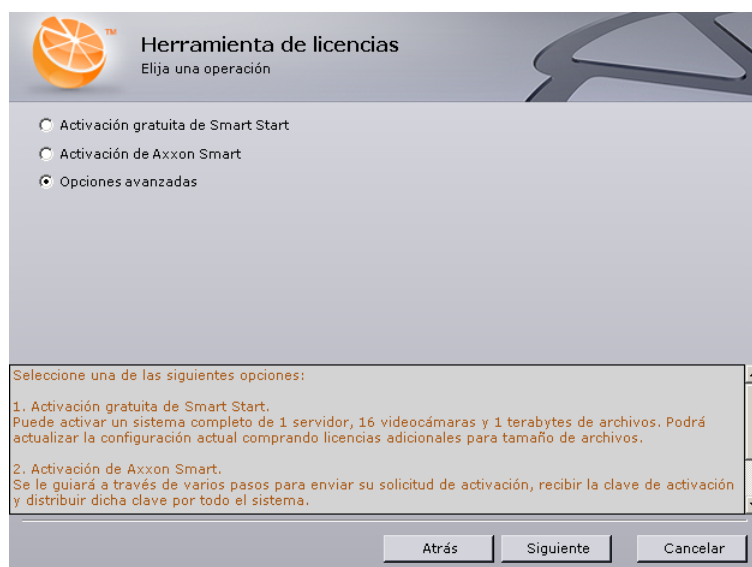 TM
Herramienta de licencias
Elija una operación
Activación gratuita de Smart Start
Activación de Axxon Smart
Opciones avanzadas
Seleccione una de las siguientes opciones:
1. Activación gratuita de Smart Start.
Puede activar un sistema completo de 1 servidor, 16 videocámaras y 1 terabytes de archivos. Podrá
actualizar la configuración actual comprando licencias adicionales para tamaño de archivos.
2. Activación de Axxon Smart.
Se le guiará a través de varios pasos para enviar su solicitud de activación, recibir la clave de activación
y distribuir dicha clave por todo el sistema.
Atrás
Siguiente
Cancelar